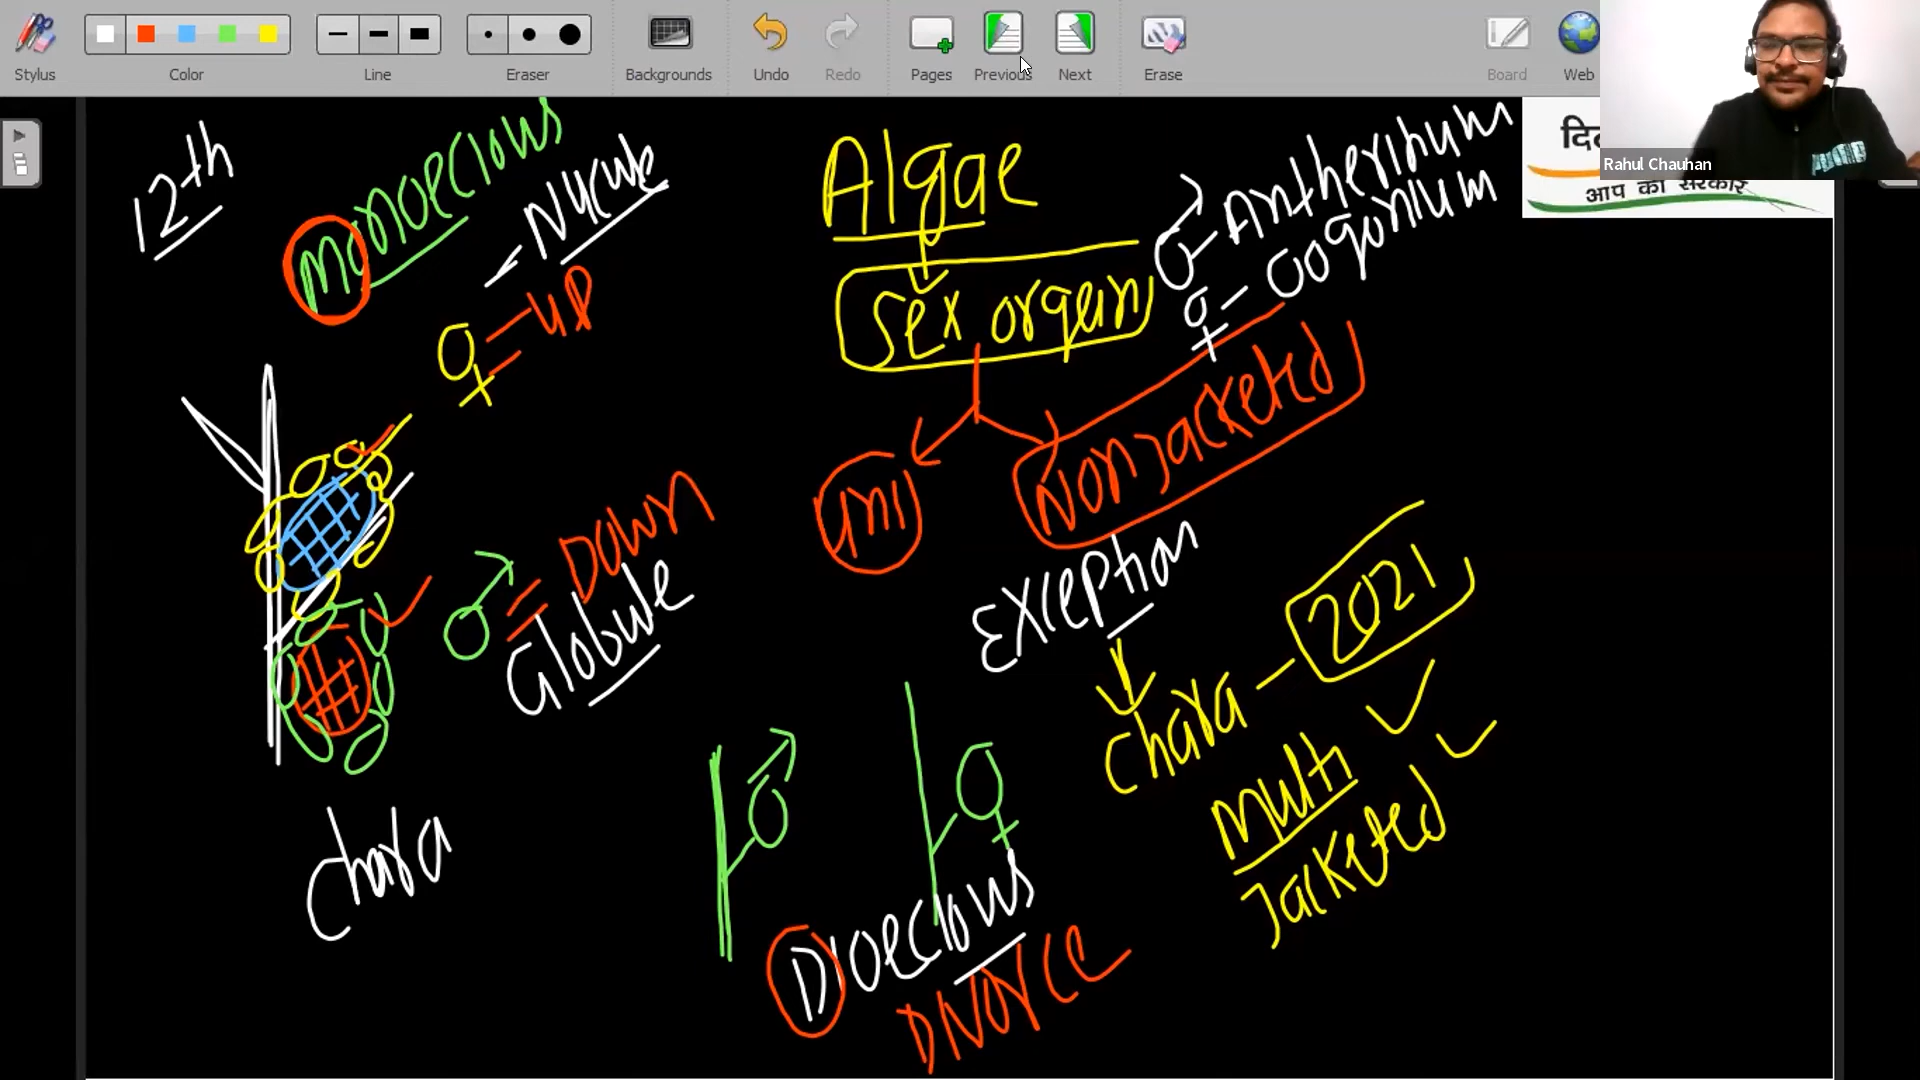 Stylus
Color
Line
Eraser
Backgrounds
Undo
Redo
Pages
Previous
Next
Erase
Board
Web
Rahul Chauhan
आप की सरकार
12th
Monoecious
Nucule
UP
Down
Globule
Chara
Algae
Sex organ
Antheridium
Oogonium
Uni
Non Jacketed
Exception
Chara - 2021
Multi
Jacketed
Dioecious
Divorce